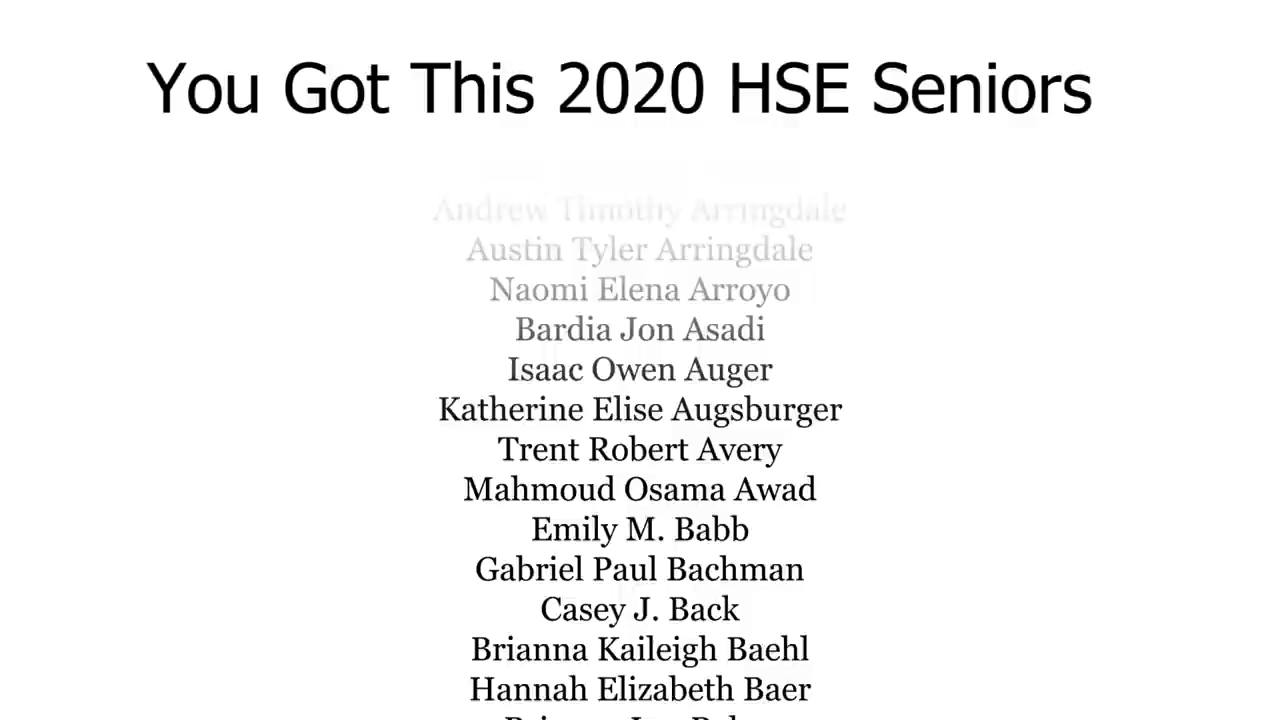 You Got This 2020 HSE Seniors
Andrew Timothy Arringdale
Austin Tyler Arringdale
Naomi Elena Arroyo
Bardia Jon Asadi
Isaac Owen Auger
Katherine Elise Augsburger
Trent Robert Avery
Mahmoud Osama Awad
Emily M. Babb
Gabriel Paul Bachman
Casey J. Back
Brianna Kaileigh Baehl
Hannah Elizabeth Baer